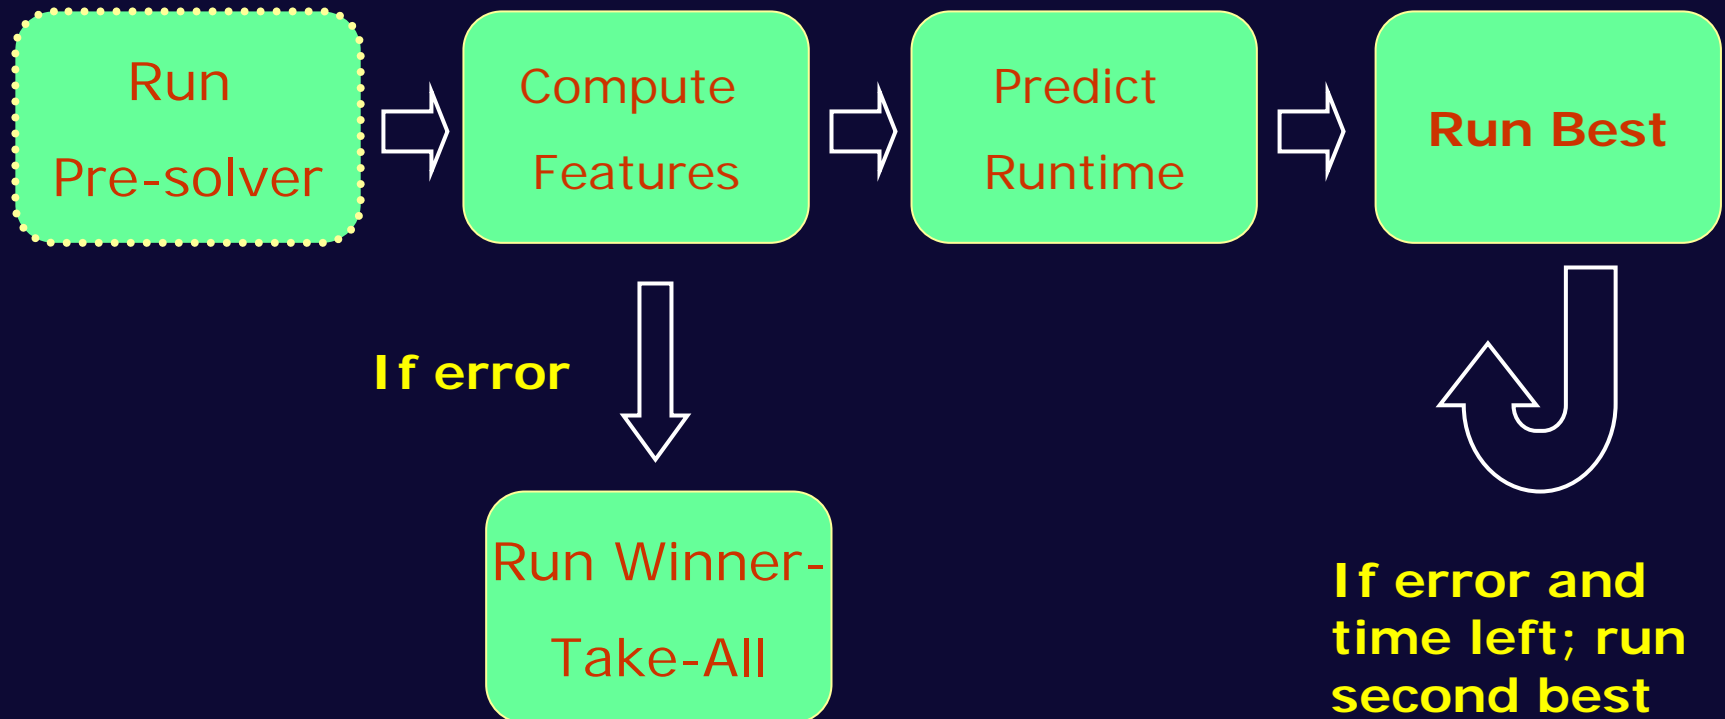 Run
Pre-solver
Compute
Features
Predict
Runtime
Run Best
If error
Run Winner-
Take-All
If error and
time left; run
second best